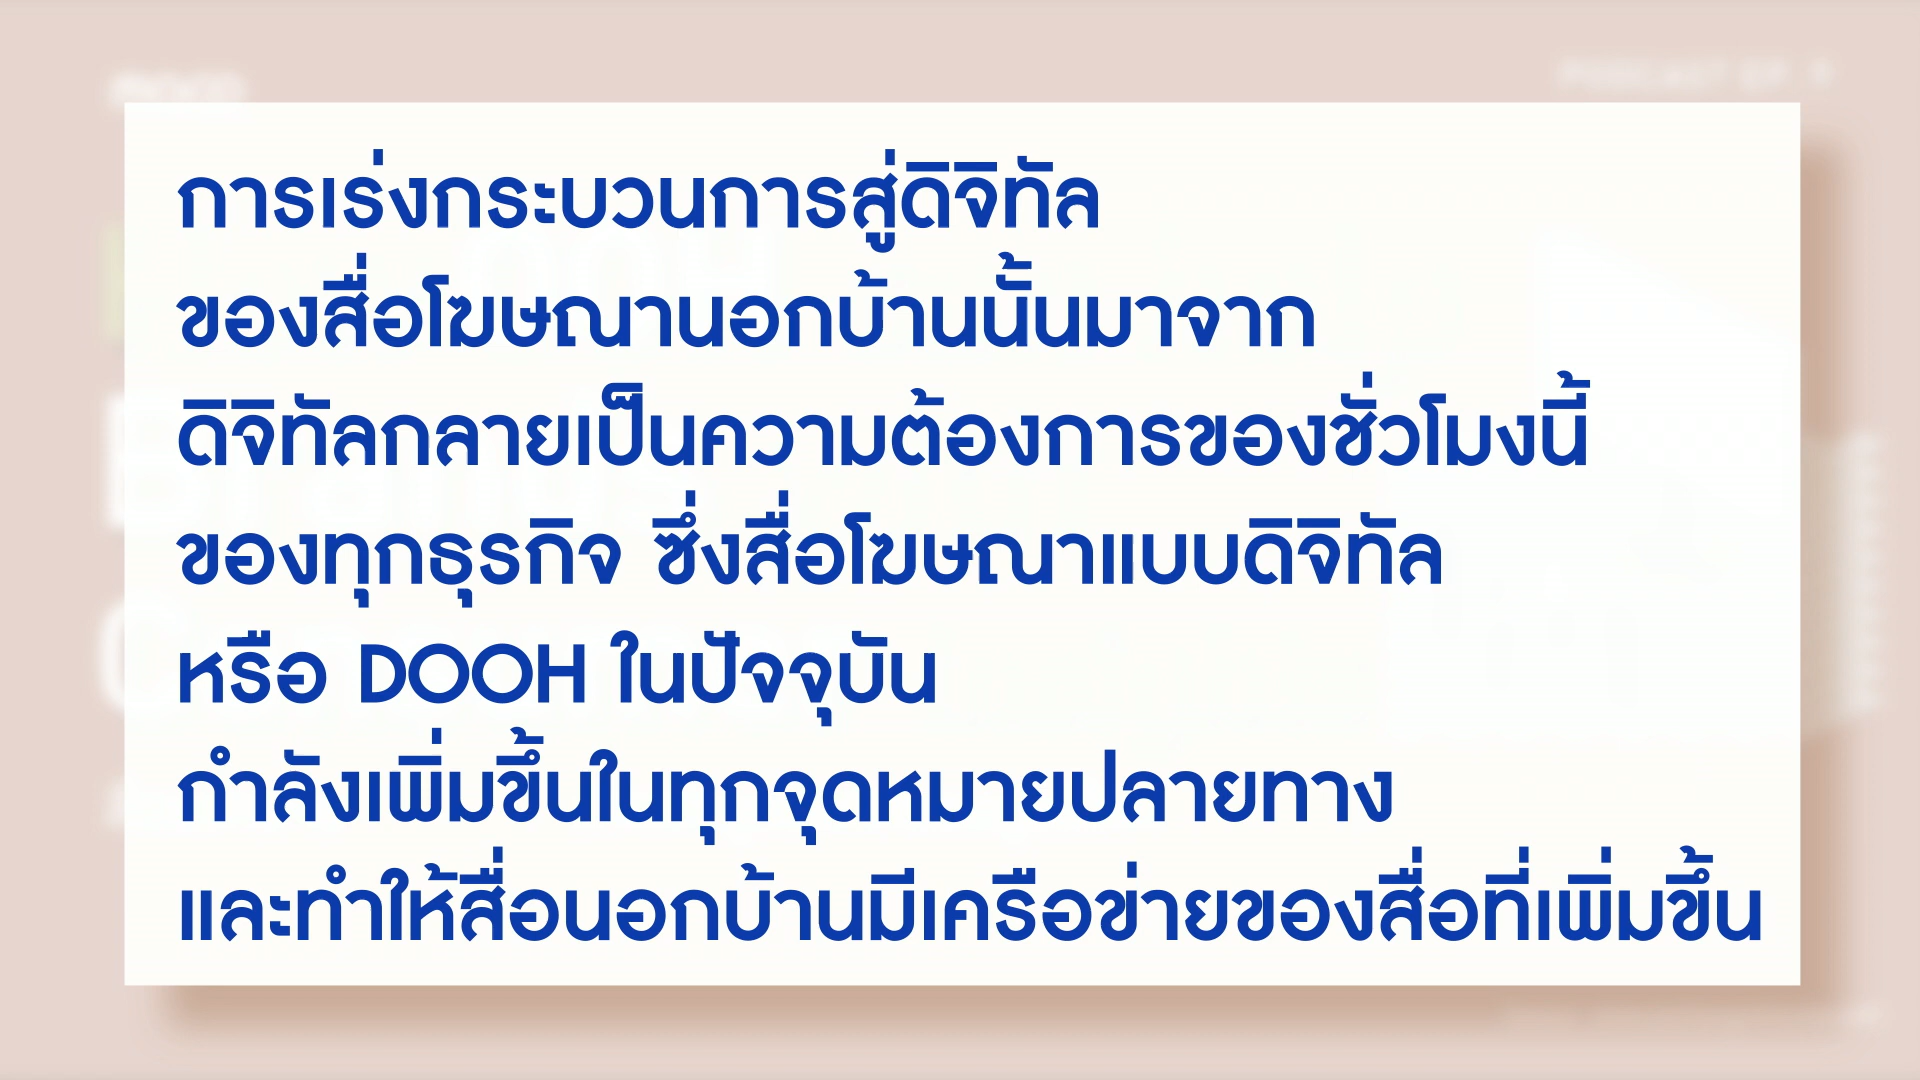 การเร่งกระบวนการสู่ดิจิทัล
ของสื่อโฆษณานอกบ้านนั้นมาจาก
ดิจิทัลกลายเป็นความต้องการของชั่วโมงนี้
ของทุกธุรกิจ ซึ่งสื่อโฆษณาแบบดิจิทัล
หรือ DOOH ในปัจจุบัน
กำลังเพิ่มขึ้นในทุกจุดหมายปลายทาง
และทำให้สื่อนอกบ้านมีเครือข่ายของสื่อที่เพิ่มขึ้น